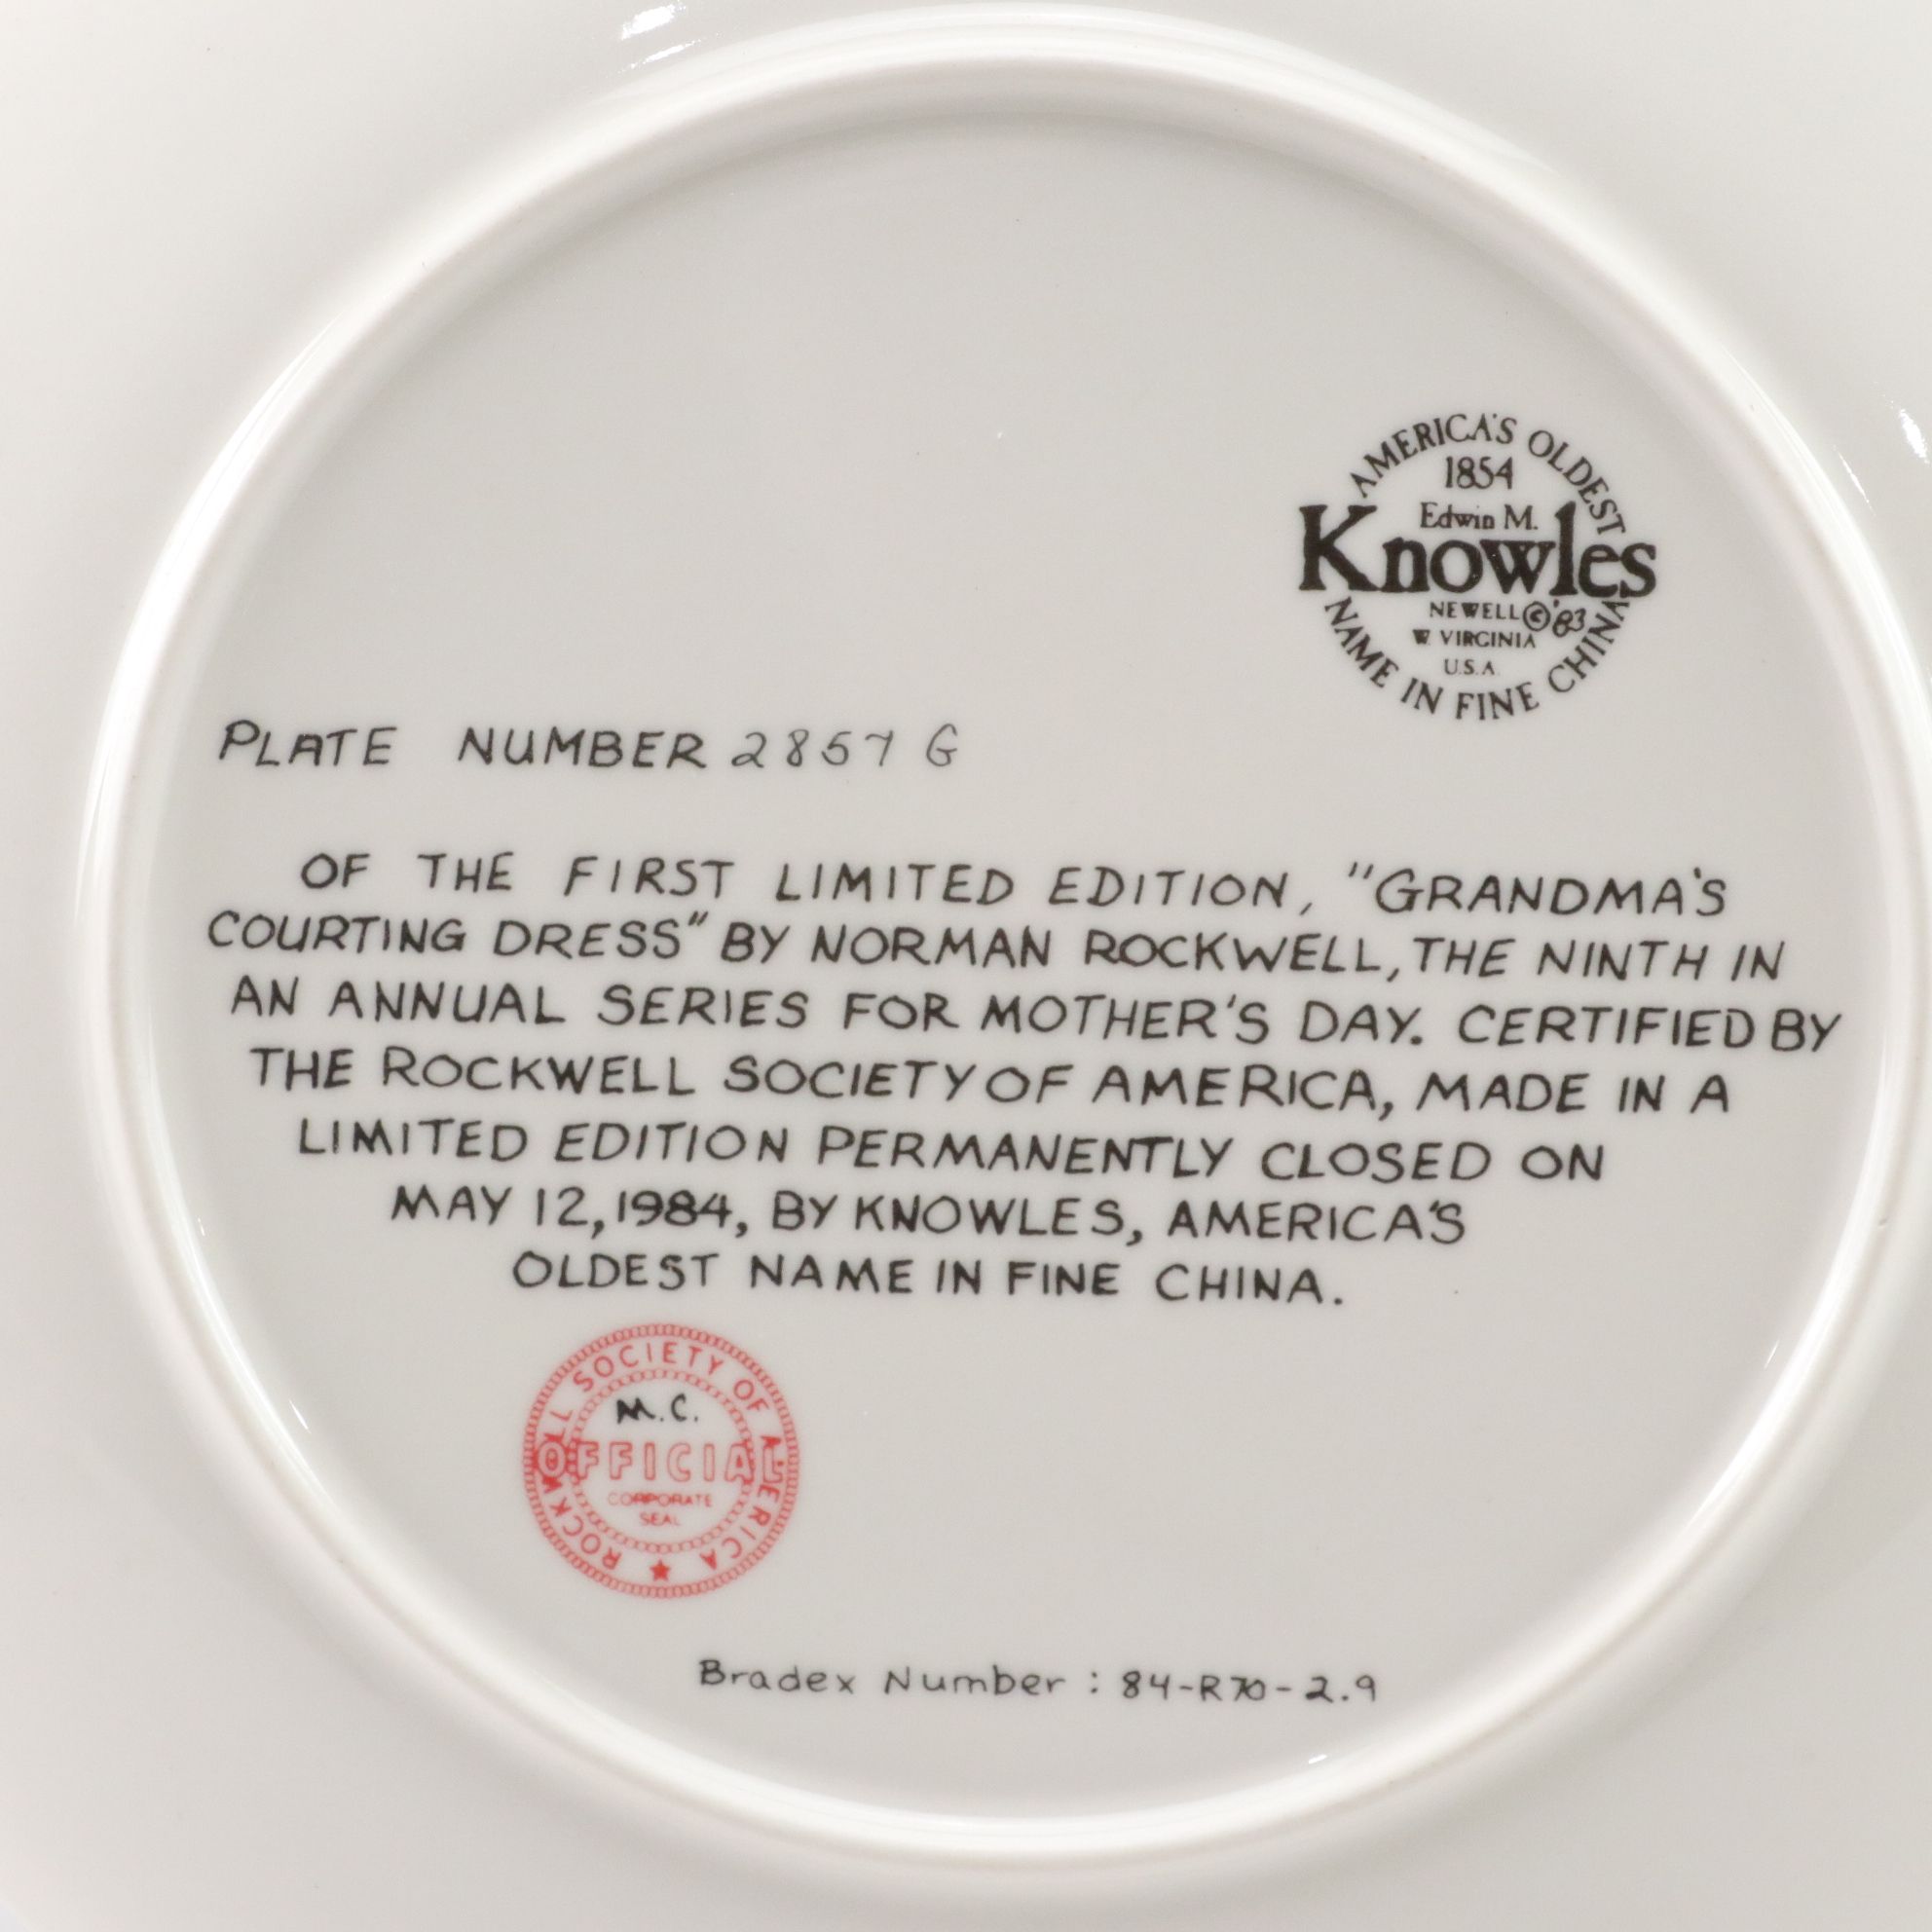 AMERICA'S OLDEST
1854
Edwin M.
Knowles
NEWELL © '83
W. VIRGINIA
U.S.A.
NAME IN FINE CHINA
PLATE NUMBER 2857 G
OF THE FIRST LIMITED EDITION, "GRANDMA'S
COURTING DRESS" BY NORMAN ROCKWELL, THE NINTH IN
AN ANNUAL SERIES FOR MOTHER'S DAY. CERTIFIED BY
THE ROCKWELL SOCIETY OF AMERICA, MADE IN A
LIMITED EDITION PERMANENTLY CLOSED ON
MAY 12, 1984, BY KNOWLES, AMERICA'S
OLDEST NAME IN FINE CHINA.
ROCKWELL SOCIETY OF AMERICA
M.C.
OFFICIAL
CORPORATE
SEAL
Bradex Number : 84-R70-2.9